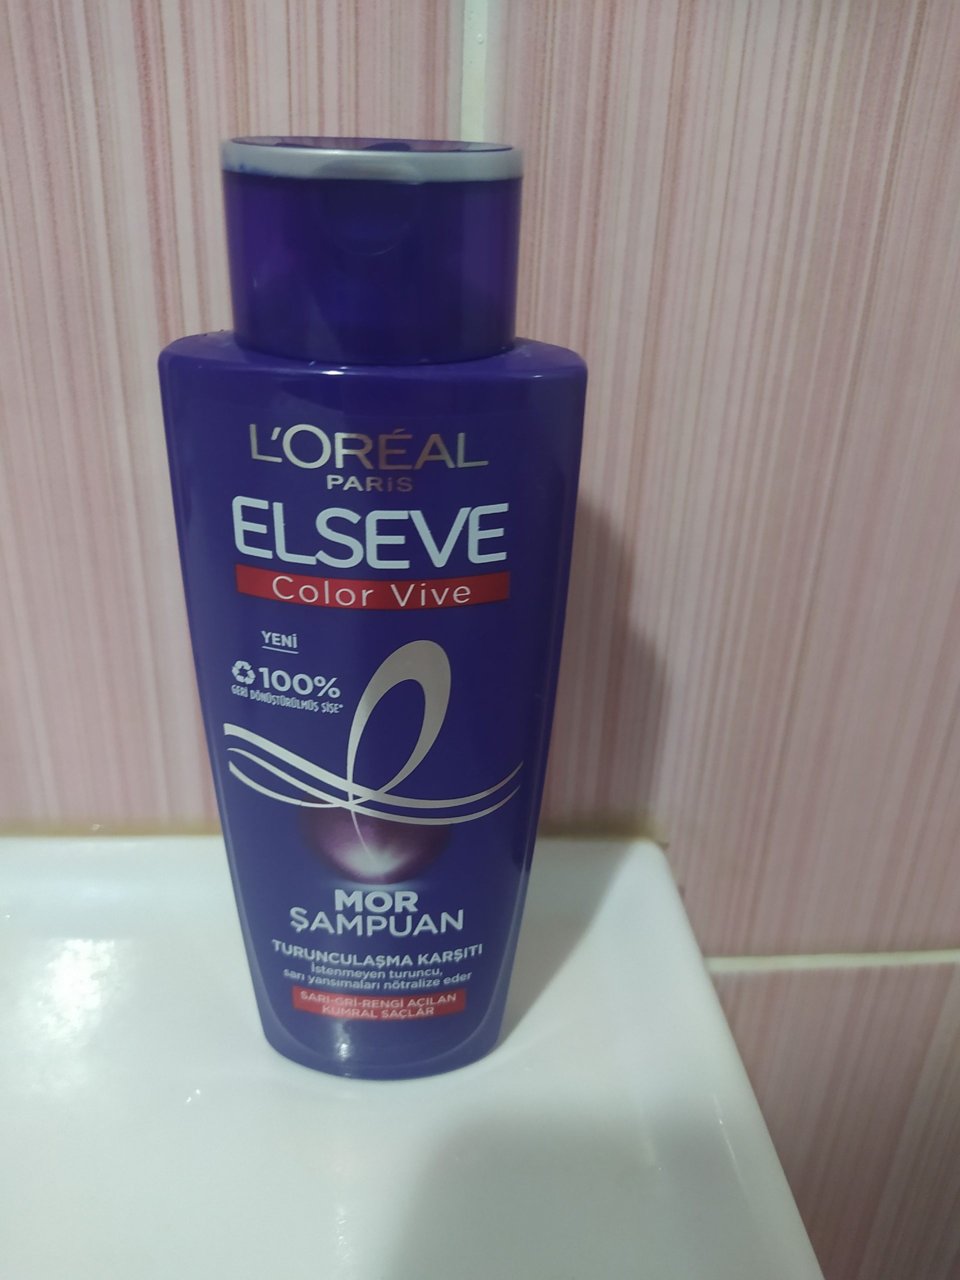 L'ORÉAL
PARİS
ELSEVE
Color Vive
YENİ
100%
GERİ DÖNÜŞTÜRÜLMÜŞ ŞİŞE*
MOR
ŞAMPUAN
TURUNCULAŞMA KARŞITI
İstenmeyen turuncu,
sarı yansımaları nötralize eder
SARI-GRİ-RENGİ AÇILAN
KUMRAL SAÇLAR